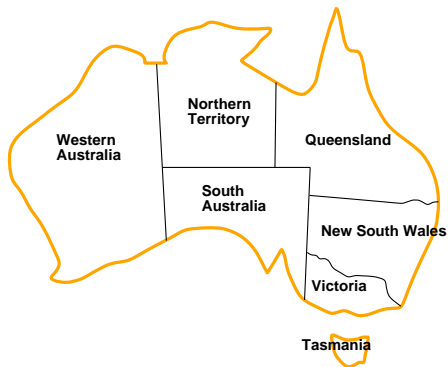 Northern
Territory
Western
Australia
Queensland
South
Australia
New South Wales
Victoria
Tasmania